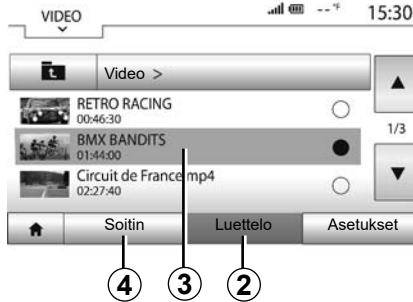 VIDEO
--°F
15:30
Video >
RETRO RACING
00:46:30
BMX BANDITS
01:44:00
1/3
Circuit de France.mp4
02:27:40
Soitin
Luettelo
Asetukset
4
3
2